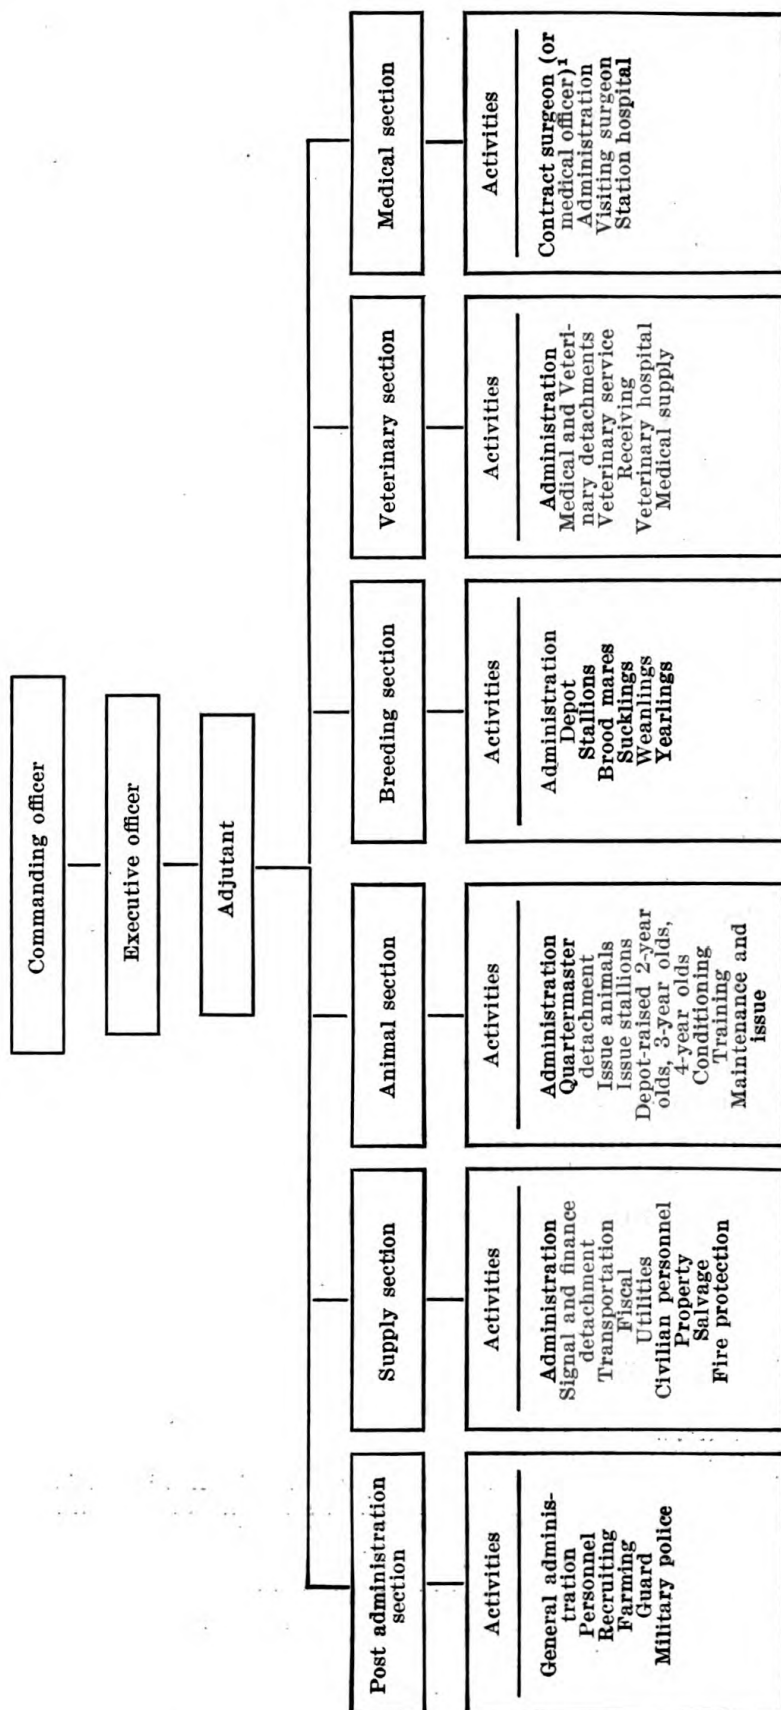 Commanding officer
Executive officer
Adjutant
Post administration
section
Activities
General adminis-
tration
Personnel
Recruiting
Farming
Guard
Military police
Supply section
Activities
Administration
Signal and finance
detachment
Transportation
Fiscal
Utilities
Civilian personnel
Property
Salvage
Fire protection
Animal section
Activities
Administration
Quartermaster
detachment
Issue animals
Issue stallions
Depot-raised 2-year
olds, 3-year olds,
4-year olds
Conditioning
Training
Maintenance and
issue
Breeding section
Activities
Administration
Depot
Stallions
Brood mares
Sucklings
Weanlings
Yearlings
Veterinary section
Activities
Administration
Medical and Veteri-
nary detachments
Veterinary service
Receiving
Veterinary hospital
Medical supply
Medical section
Activities
Contract surgeon (or
medical officer)¹
Administration
Visiting surgeon
Station hospital